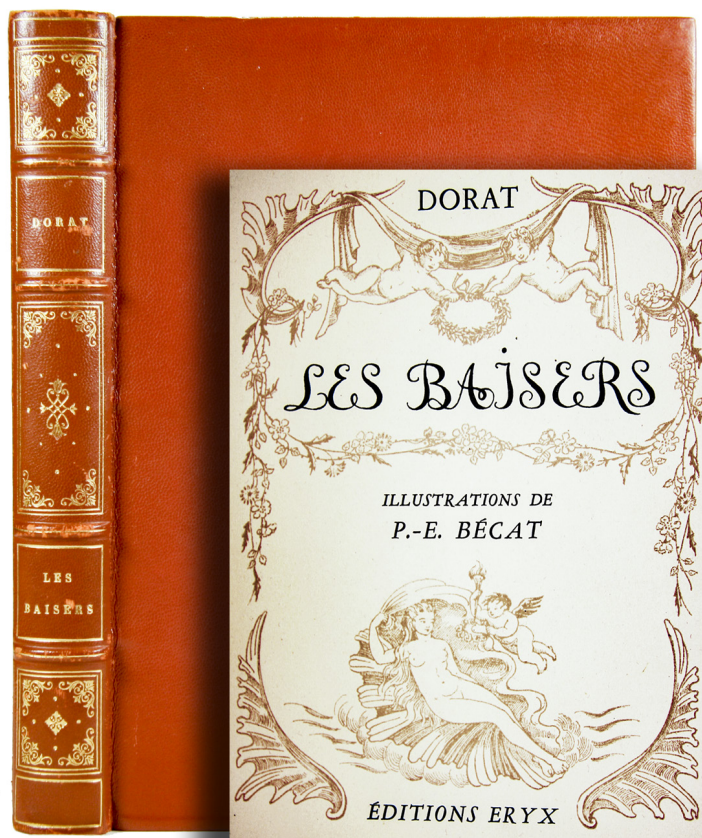 DORAT
LES
BAISERS
DORAT
LES BAISERS
ILLUSTRATIONS DE
P.-E. BÉCAT
ÉDITIONS ERYX